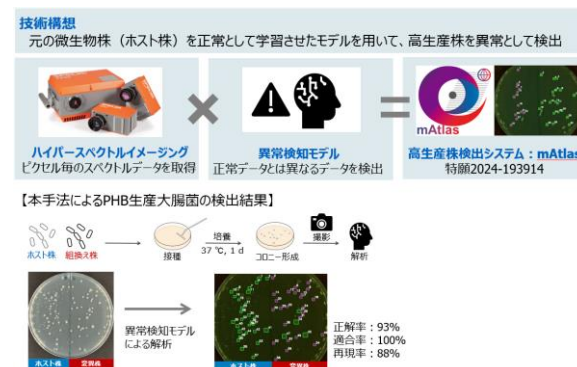 技術構想
元の微生物株（ホスト株）を正常として学習させたモデルを用いて、高生産株を異常として検出
mAtlas
ハイパースペクトルイメージング
ピクセル毎のスペクトルデータを取得
異常検知モデル
正常データとは異なるデータを検出
高生産株検出システム：mAtlas
特願2024-193914
【本手法によるPHB生産大腸菌の検出結果】
ホスト株
組換え株
接種
培養
37 ℃, 1 d
コロニー形成
撮影
解析
ホスト株
変異株
異常検知モデル
による解析
ホスト株
変異株
正解率：93%
適合率：100%
再現率：88%